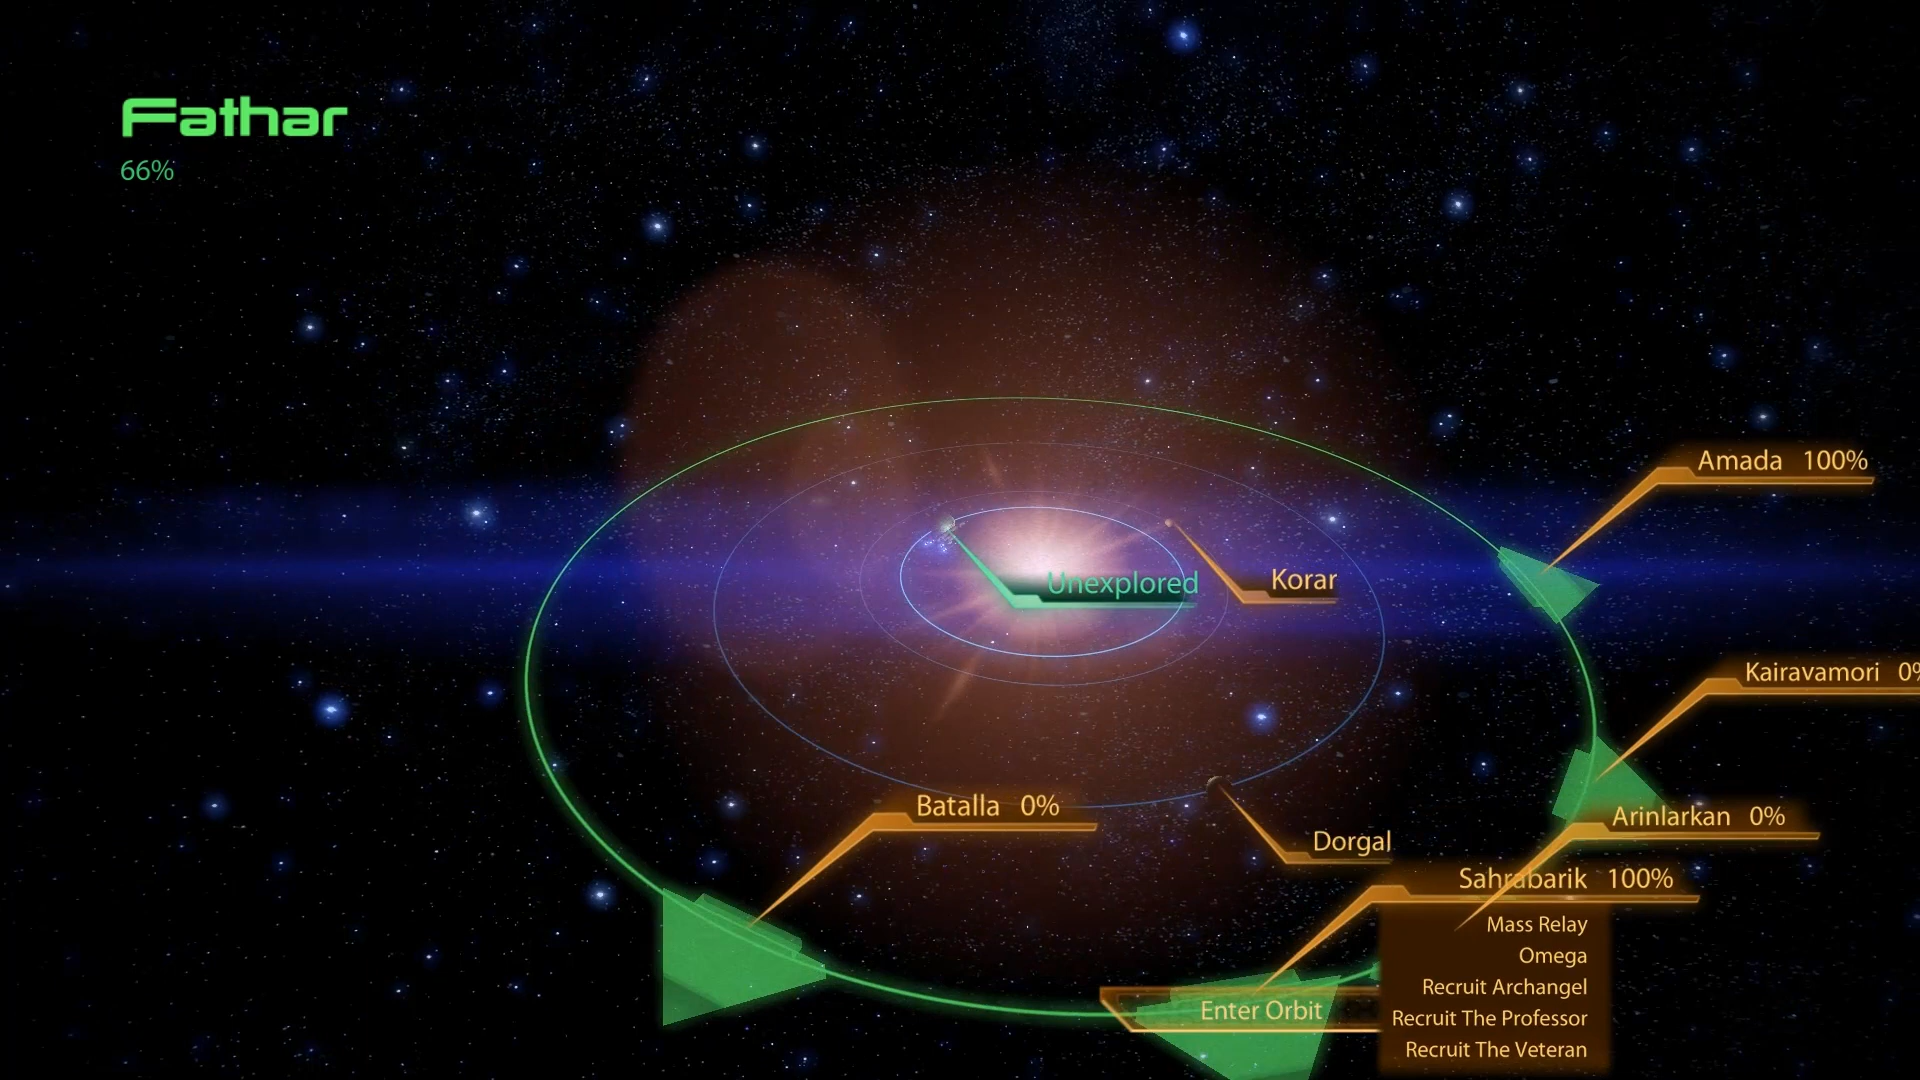 Fathar
66%
Amada 100%
Unexplored
Korar
Kairavamori 0%
Batalla 0%
Arinlarkan 0%
Dorgal
Sahrabarik 100%
Mass Relay
Omega
Recruit Archangel
Enter Orbit
Recruit The Professor
Recruit The Veteran